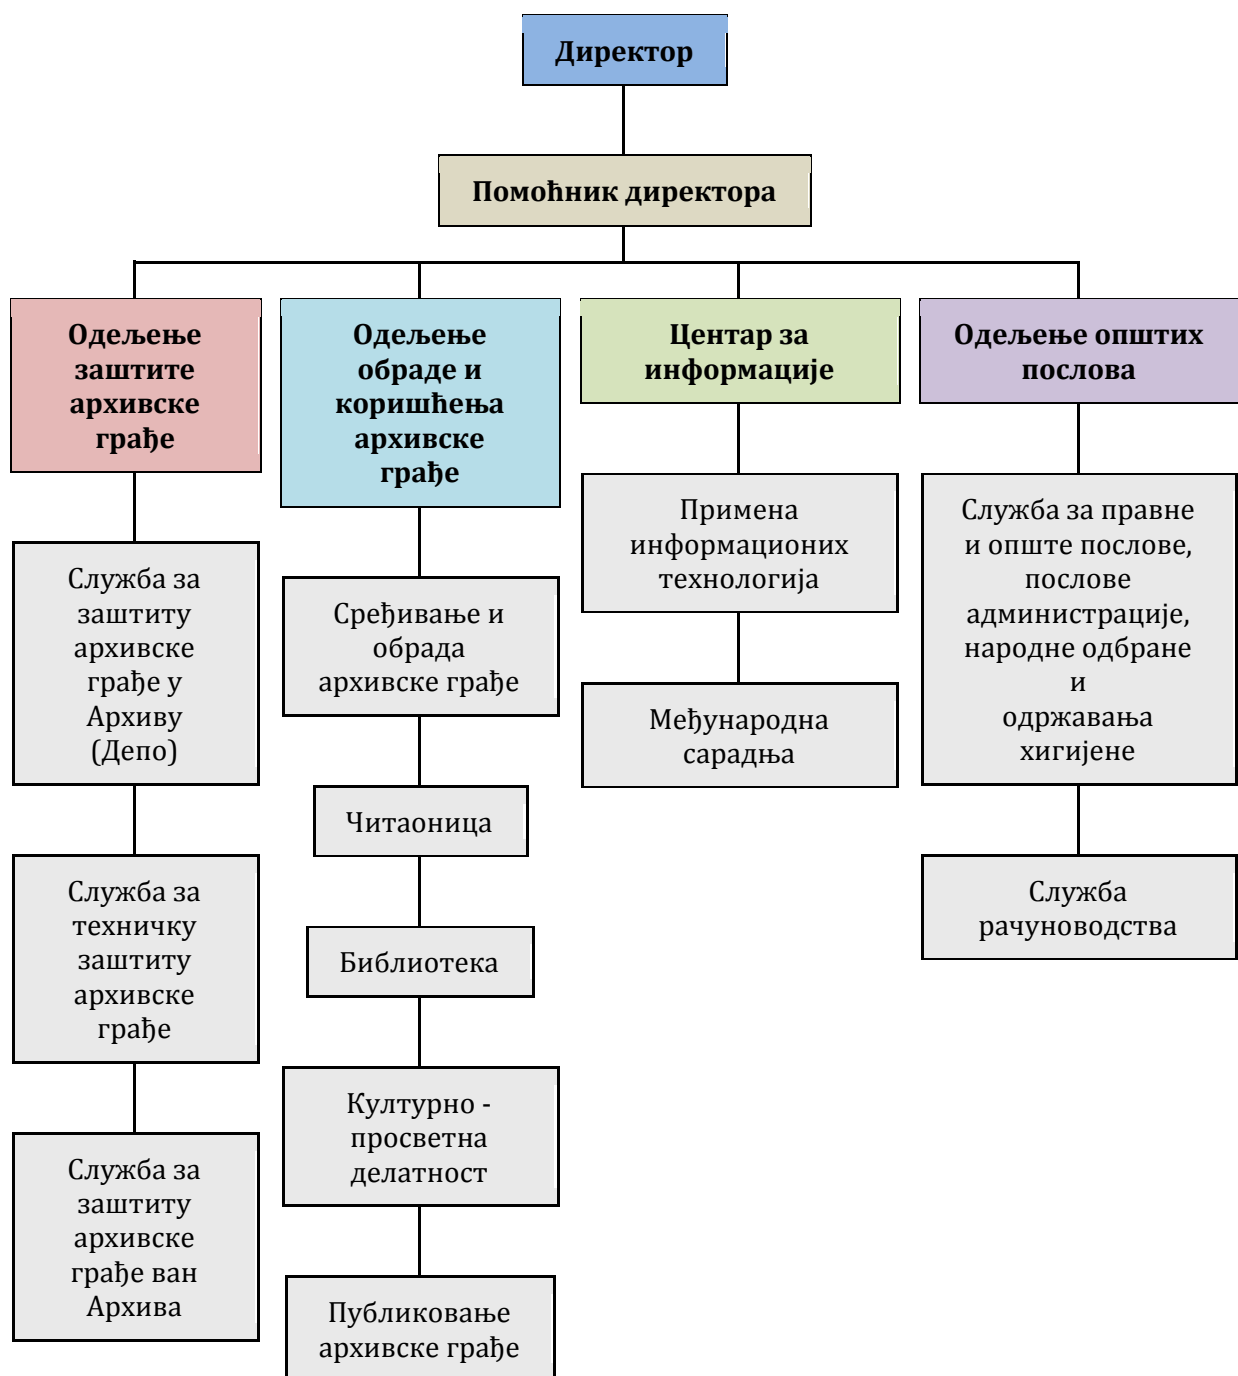 Директор
Помоћник директора
Одељење
заштите
архивске
грађе
Служба за
заштиту
архивске
грађе у
Архиву
(Депо)
Служба за
техничку
заштиту
архивске
грађе
Служба за
заштиту
архивске
грађе ван
Архива
Одељење
обраде и
коришћења
архивске
грађе
Сређивање и
обрада
архивске грађе
Читаоница
Библиотека
Културно -
просветна
делатност
Публиковање
архивске грађе
Центар за
информације
Примена
информационих
технологија
Међународна
сарадња
Одељење општих
послова
Служба за правне
и опште послове,
послове
администрације,
народне одбране
и
одржавања
хигијене
Служба
рачуноводства